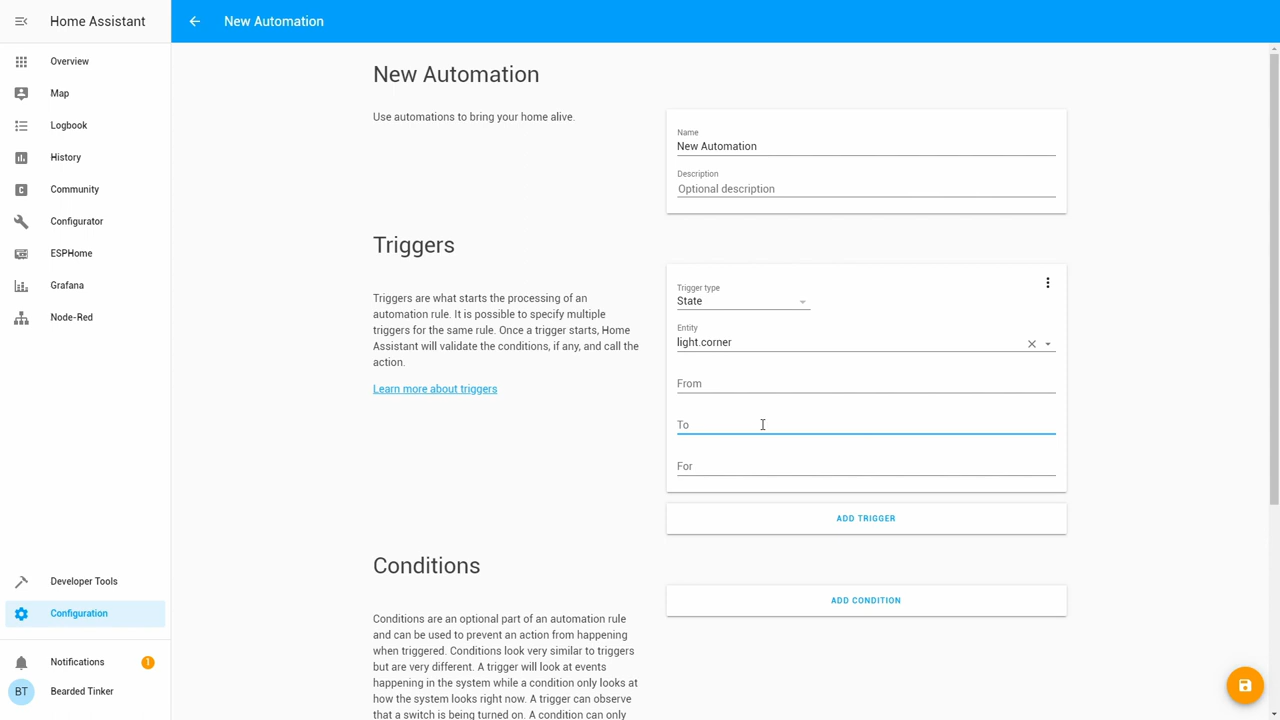 Home Assistant
New Automation
Overview
Map
Logbook
History
Community
Configurator
ESPHome
Grafana
Node-Red
Developer Tools
Configuration
Notifications
1
BT
Bearded Tinker
New Automation
Use automations to bring your home alive.
Name
New Automation
Description
Optional description
Triggers
Triggers are what starts the processing of an
automation rule. It is possible to specify multiple
triggers for the same rule. Once a trigger starts, Home
Assistant will validate the conditions, if any, and call the
action.
Learn more about triggers
Trigger type
State
Entity
light.corner
From
To
For
ADD TRIGGER
Conditions
Conditions are an optional part of an automation rule
and can be used to prevent an action from happening
when triggered. Conditions look very similar to triggers
but are very different. A trigger will look at events
happening in the system while a condition only looks at
how the system looks right now. A trigger can observe
that a switch is being turned on. A condition can only
ADD CONDITION